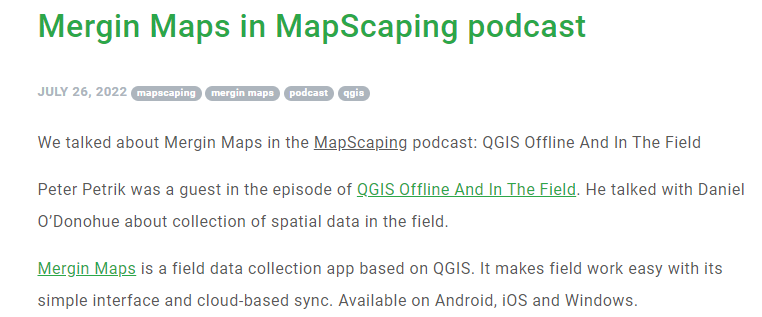 Mergin Maps in MapScaping podcast
JULY 26, 2022 mapscaping mergin maps podcast qgis
We talked about Mergin Maps in the MapScaping podcast: QGIS Offline And In The Field
Peter Petrik was a guest in the episode of QGIS Offline And In The Field. He talked with Daniel
O’Donohue about collection of spatial data in the field.
Mergin Maps is a field data collection app based on QGIS. It makes field work easy with its
simple interface and cloud-based sync. Available on Android, iOS and Windows.